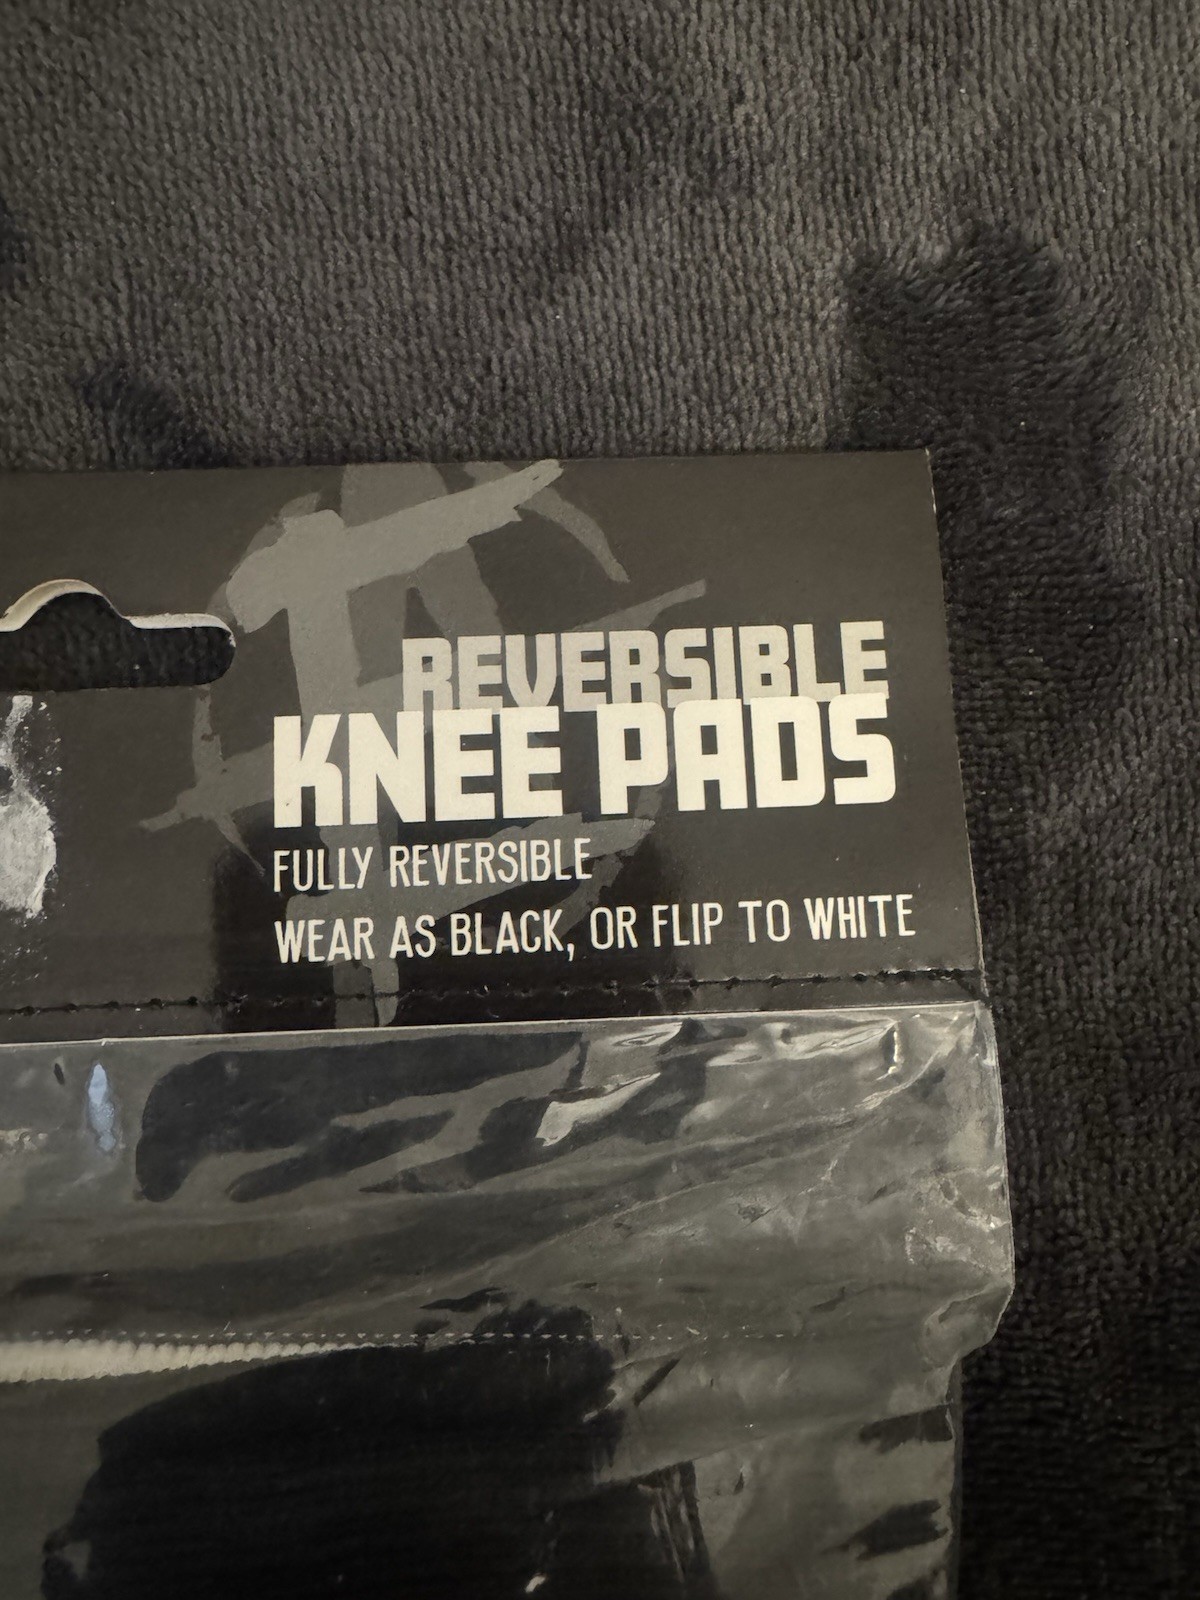 REVERSIBLE
KNEE PADS
FULLY REVERSIBLE
WEAR AS BLACK, OR FLIP TO WHITE